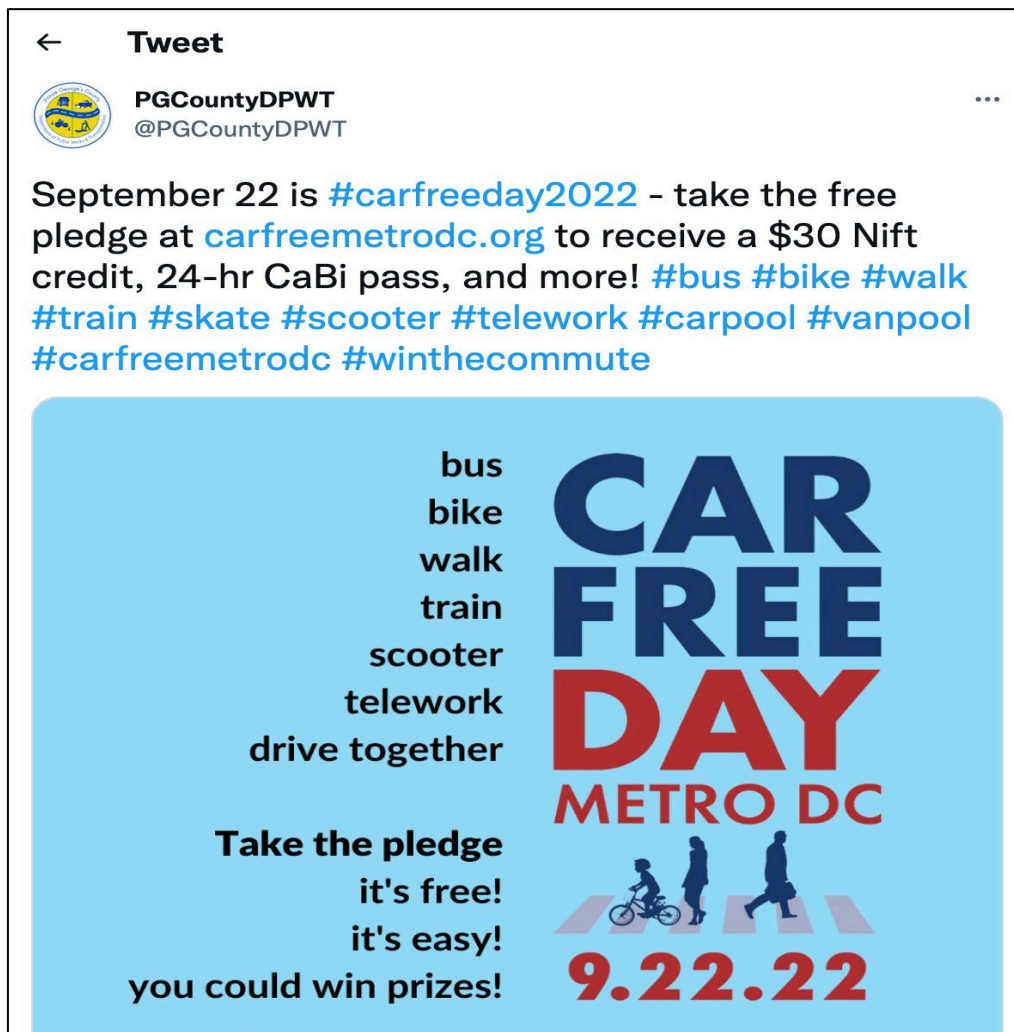 Tweet
PGCountyDPWT
@PGCountyDPWT
September 22 is #carfreeday2022 - take the free
pledge at carfreemetrodc.org to receive a $30 Nift
credit, 24-hr CaBi pass, and more! #bus #bike #walk
#train #skate #scooter #telework #carpool #vanpool
#carfreemetrodc #winthecommute
bus
bike
walk
train
scooter
telework
drive together
Take the pledge
it's free!
it's easy!
you could win prizes!
CAR
FREE
DAY
METRO DC
9.22.22